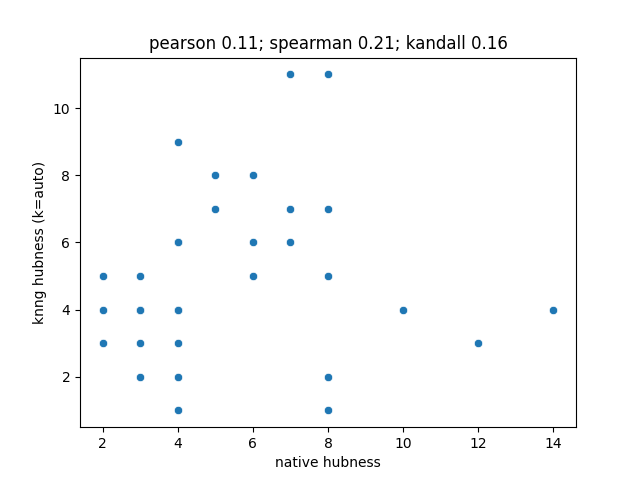 pearson 0.11; spearman 0.21; kandall 0.16
10
8
6
4
2
knng hubness (k=auto)
2 4 6 8 10 12 14
native hubness